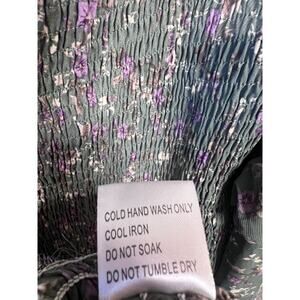 COLD HAND WASH ONLY
COOL IRON
DO NOT SOAK
DO NOT TUMBLE DRY